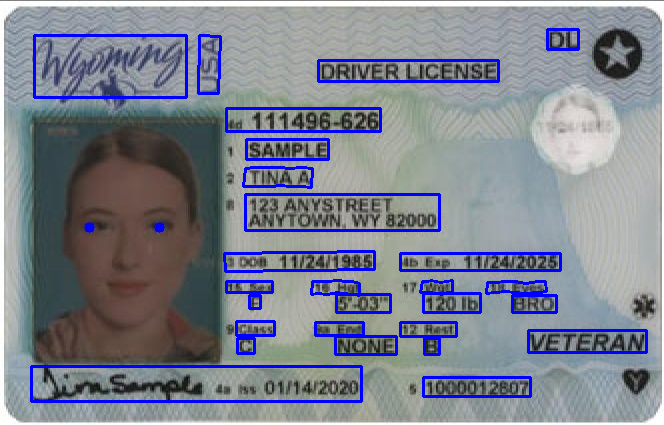 Wyoming USA DL
DRIVER LICENSE
4d 111496-626
1 SAMPLE
2 TINA A
8 123 ANYSTREET
ANYTOWN, WY 82000
3 DOB 11/24/1985 4b Exp 11/24/2025
15 Sex 16 Hgt 17 Wgt 18 Eyes
F 5'-03" 120 lb BRO
9 Class 9a End 12 Rest
C NONE B
VETERAN
Tina Sample 4a Iss 01/14/2020 5 1000012807
Y